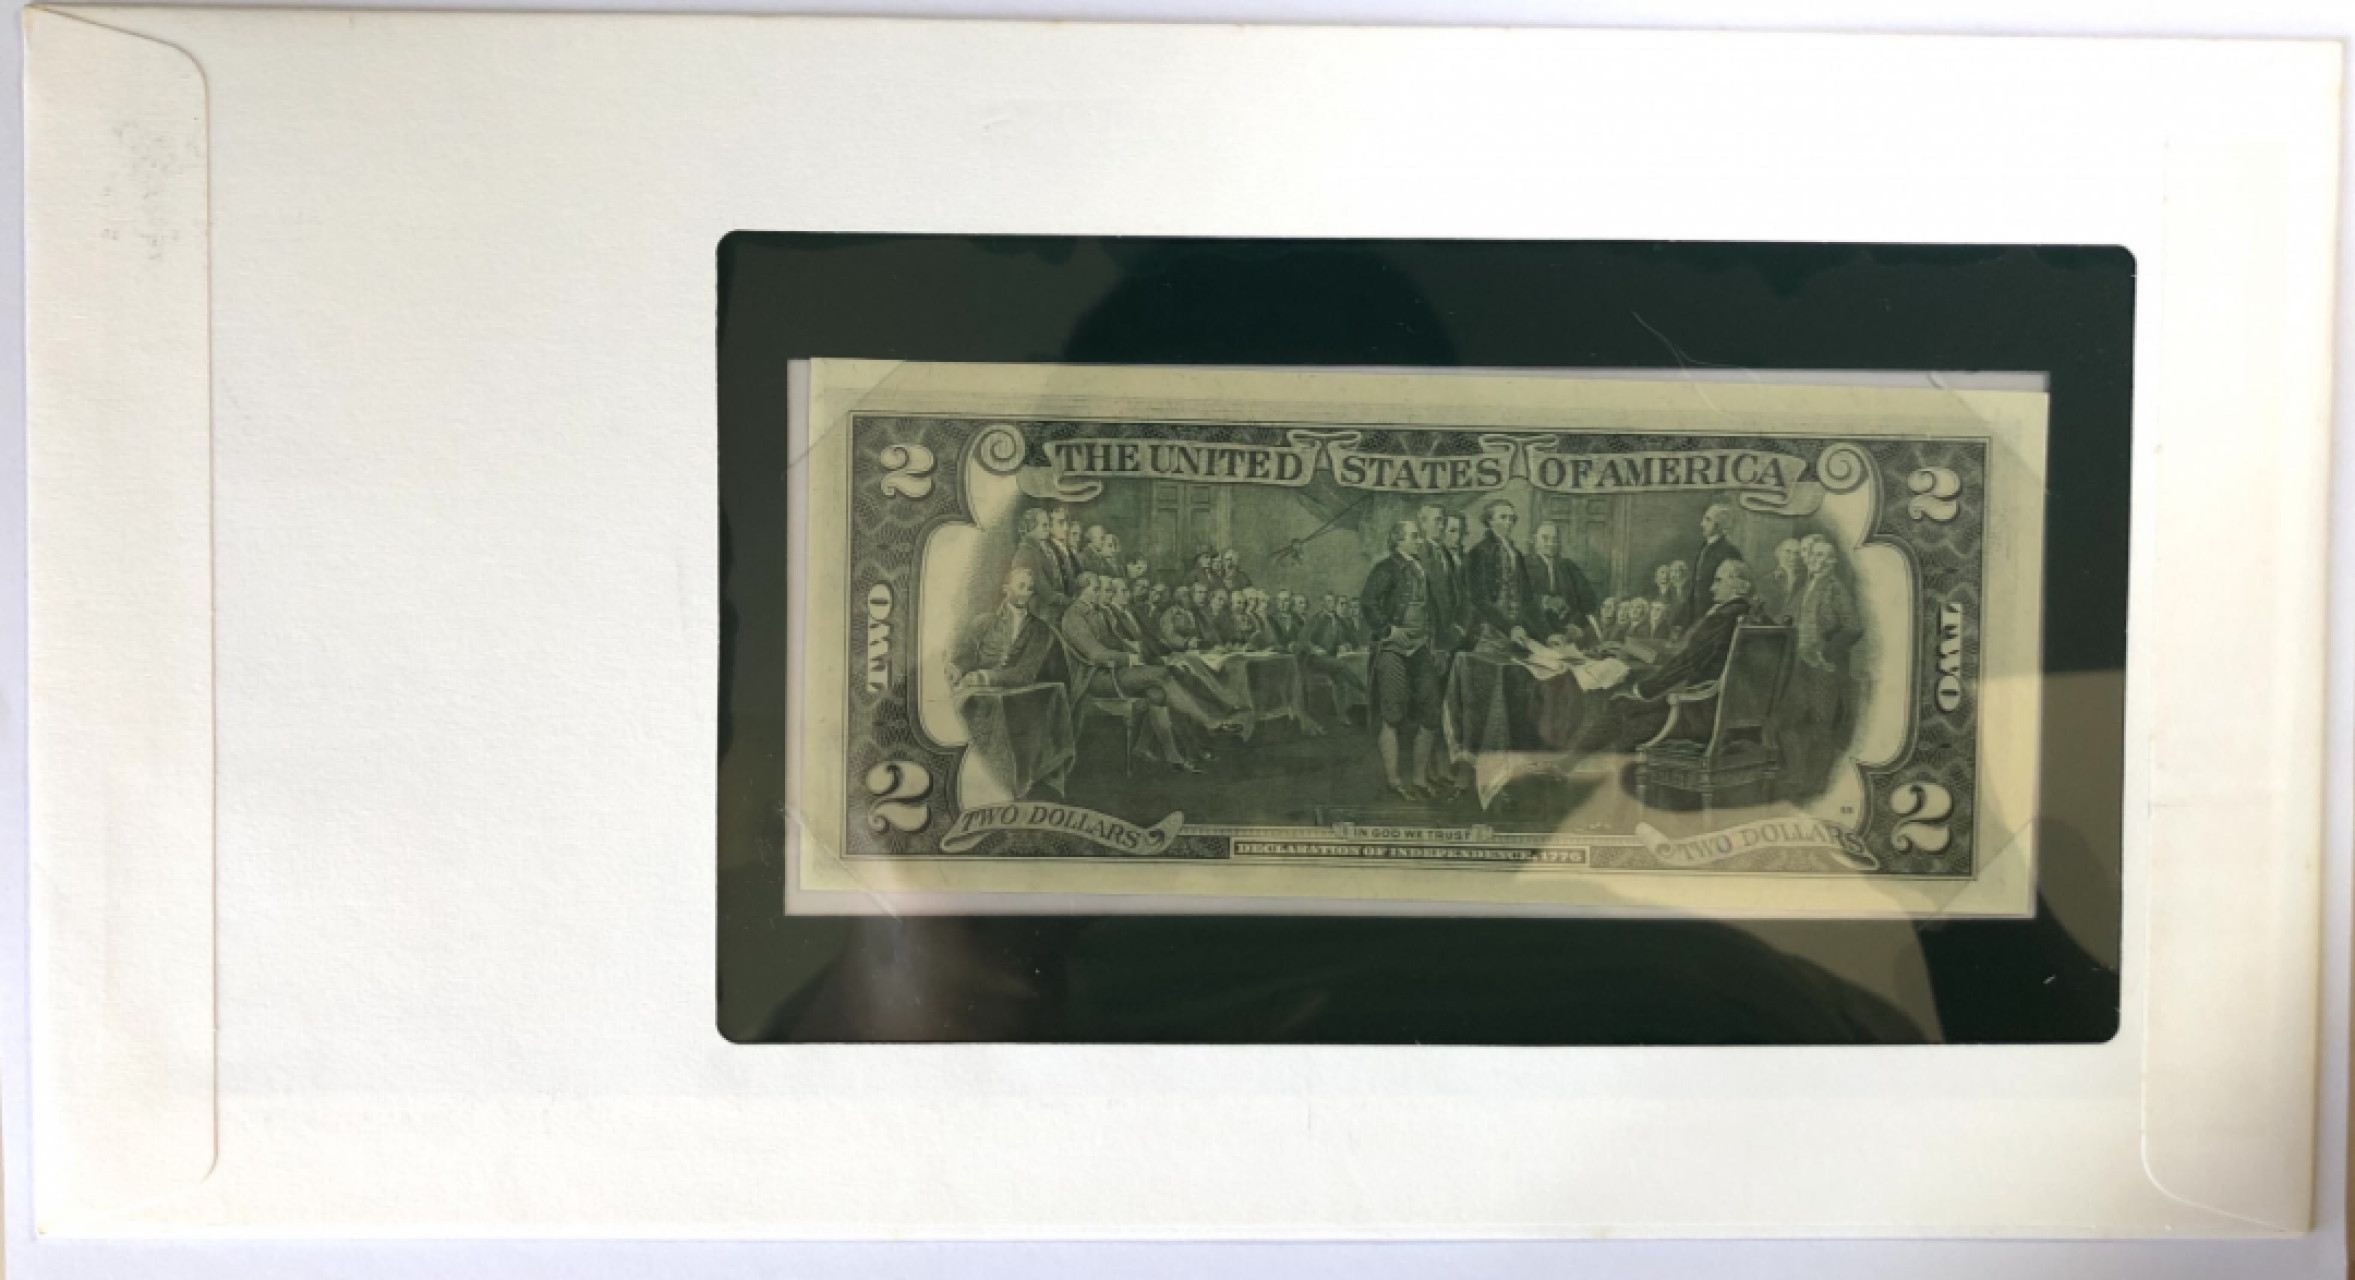 2 THE UNITED STATES OF AMERICA 2
TWO TWO
2 TWO DOLLARS IN GOD WE TRUST TWO DOLLARS 2
DECLARATION OF INDEPENDENCE, 1776